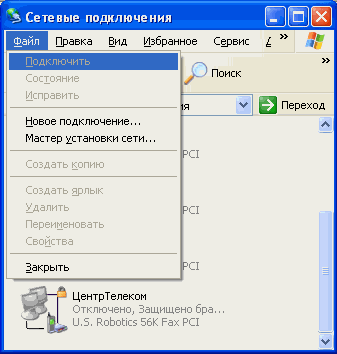 Сетевые подключения
Файл Правка Вид Избранное Сервис »
Подключить
Состояние
Исправить
Поиск
Новое подключение...
Мастер установки сети...
Создать копию
Создать ярлык
Удалить
Переименовать
Свойства
Закрыть
ия
Переход
PCI
PCI
PCI
ЦентрТелеком
Отключено, Защищено бра...
U.S. Robotics 56K Fax PCI